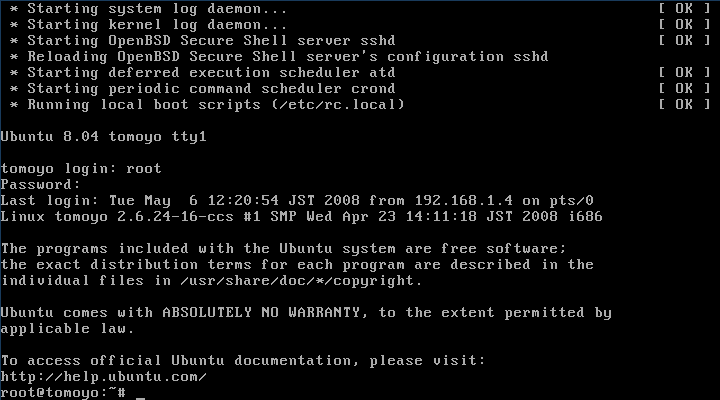 * Starting system log daemon... [ OK ]
* Starting kernel log daemon... [ OK ]
* Starting OpenBSD Secure Shell server sshd [ OK ]
* Reloading OpenBSD Secure Shell server's configuration sshd
* Starting deferred execution scheduler atd [ OK ]
* Starting periodic command scheduler crond [ OK ]
* Running local boot scripts (/etc/rc.local) [ OK ]
Ubuntu 8.04 tomoyo tty1
tomoyo login: root
Password:
Last login: Tue May  6 12:20:54 JST 2008 from 192.168.1.4 on pts/0
Linux tomoyo 2.6.24-16-ccs #1 SMP Wed Apr 23 14:11:18 JST 2008 i686
The programs included with the Ubuntu system are free software;
the exact distribution terms for each program are described in the
individual files in /usr/share/doc/*/copyright.
Ubuntu comes with ABSOLUTELY NO WARRANTY, to the extent permitted by
applicable law.
To access official Ubuntu documentation, please visit:
http://help.ubuntu.com/
root@tomoyo:~# _